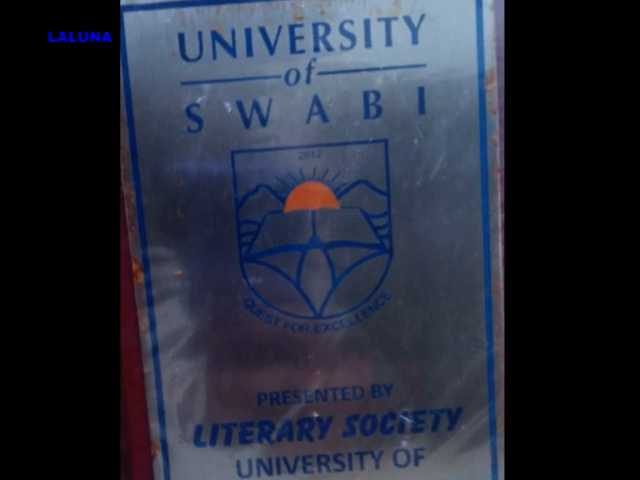 LALUNA
UNIVERSITY
of
SWABI
2012
QUEST FOR EXCELLENCE
PRESENTED BY
LITERARY SOCIETY
UNIVERSITY OF